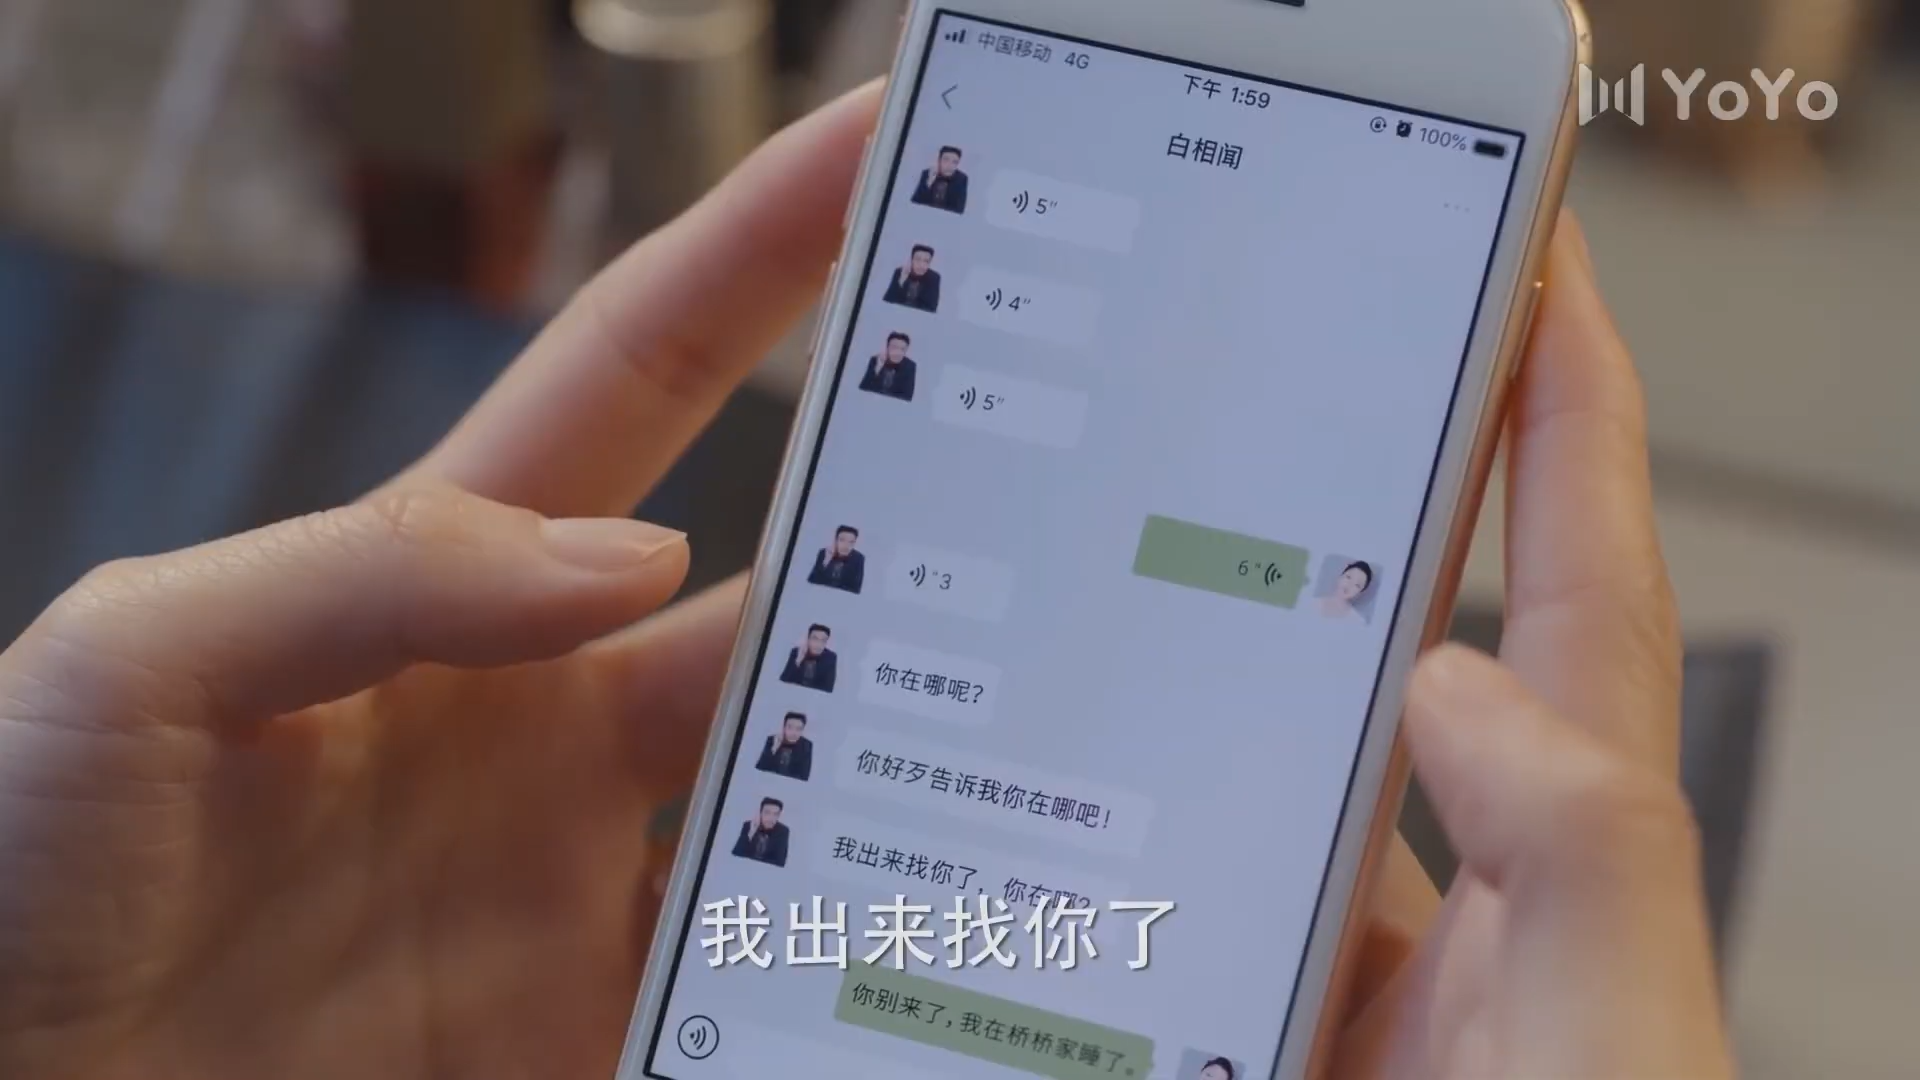 中国移动 4G
下午 1:59
100%
YoYo
白相闻
5"
4"
5"
6"
"3
你在哪呢?
你好歹告诉我你在哪吧!
我出来找你了,你在哪?
我出来找你了
你别来了,我在桥桥家睡了。